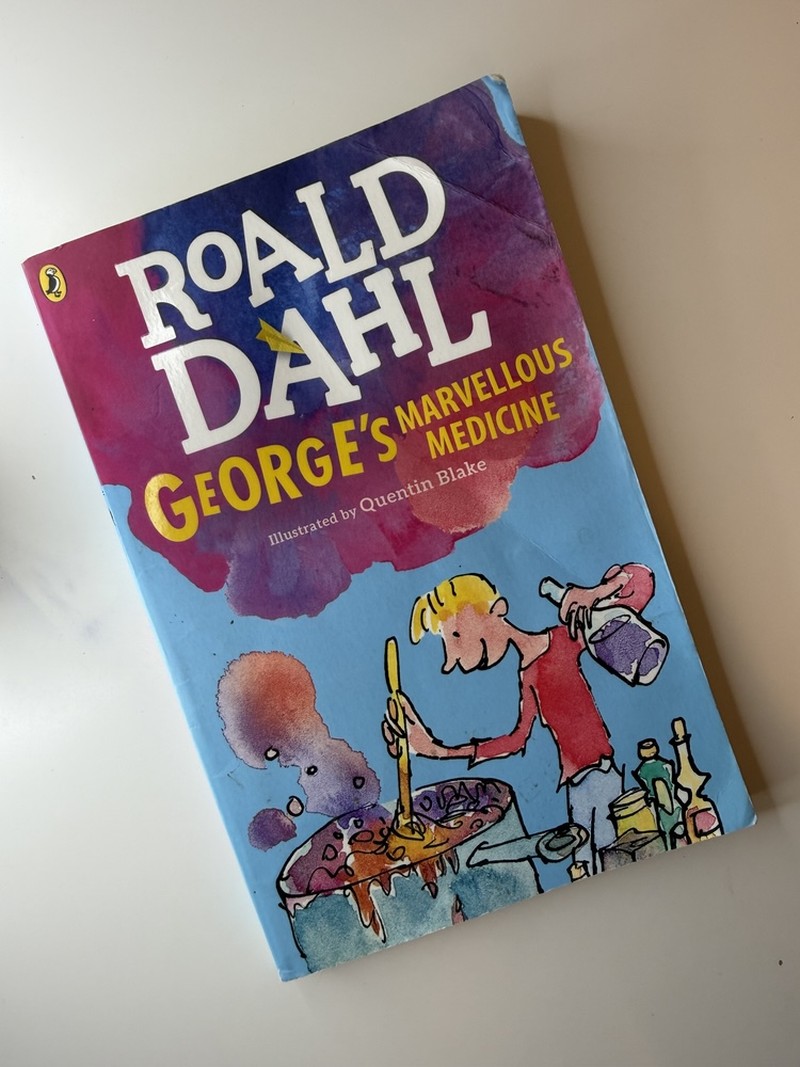 ROALD
DAHL
GEORGE'S MARVELLOUS
MEDICINE
Illustrated by Quentin Blake